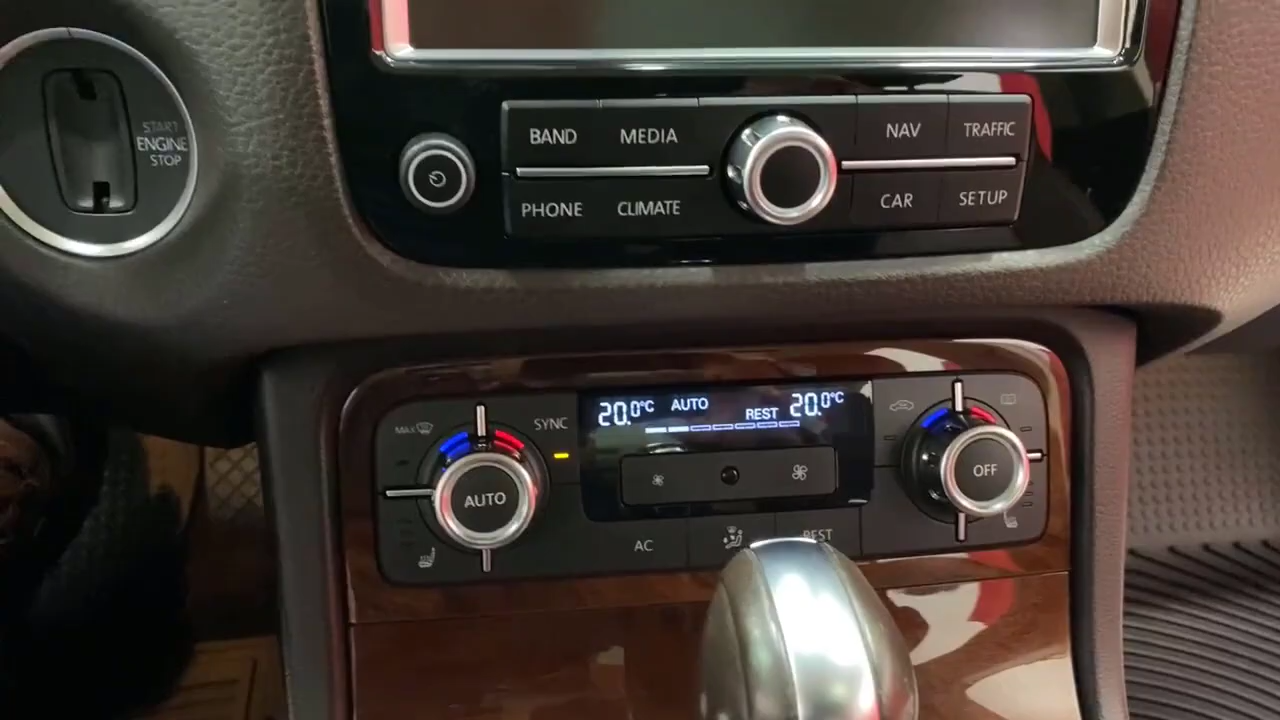 START
ENGINE
STOP
BAND
MEDIA
NAV
TRAFFIC
PHONE
CLIMATE
CAR
SETUP
MAX
SYNC
20.0°C
AUTO
REST
20.0°C
AUTO
OFF
AC
REST